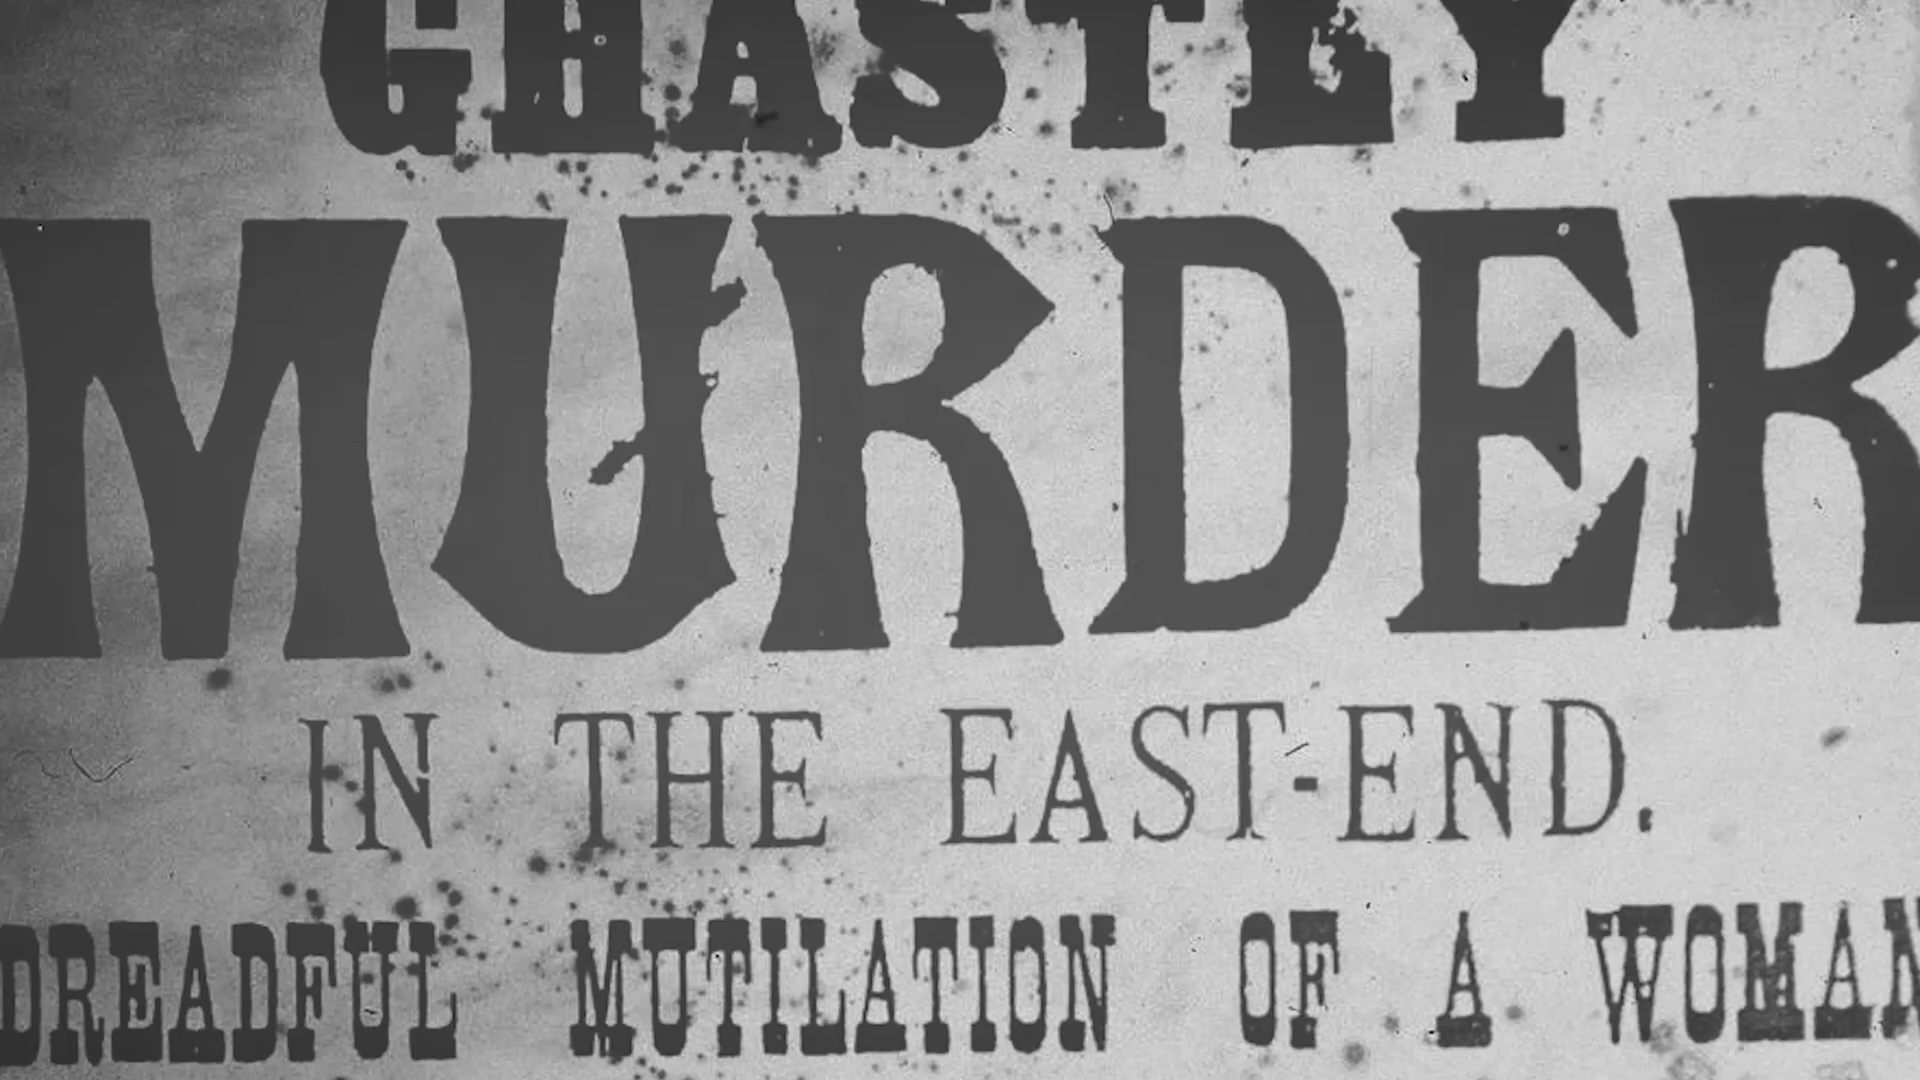 GHASTLY
MURDER
IN THE EAST-END.
DREADFUL MUTILATION OF A WOMAN